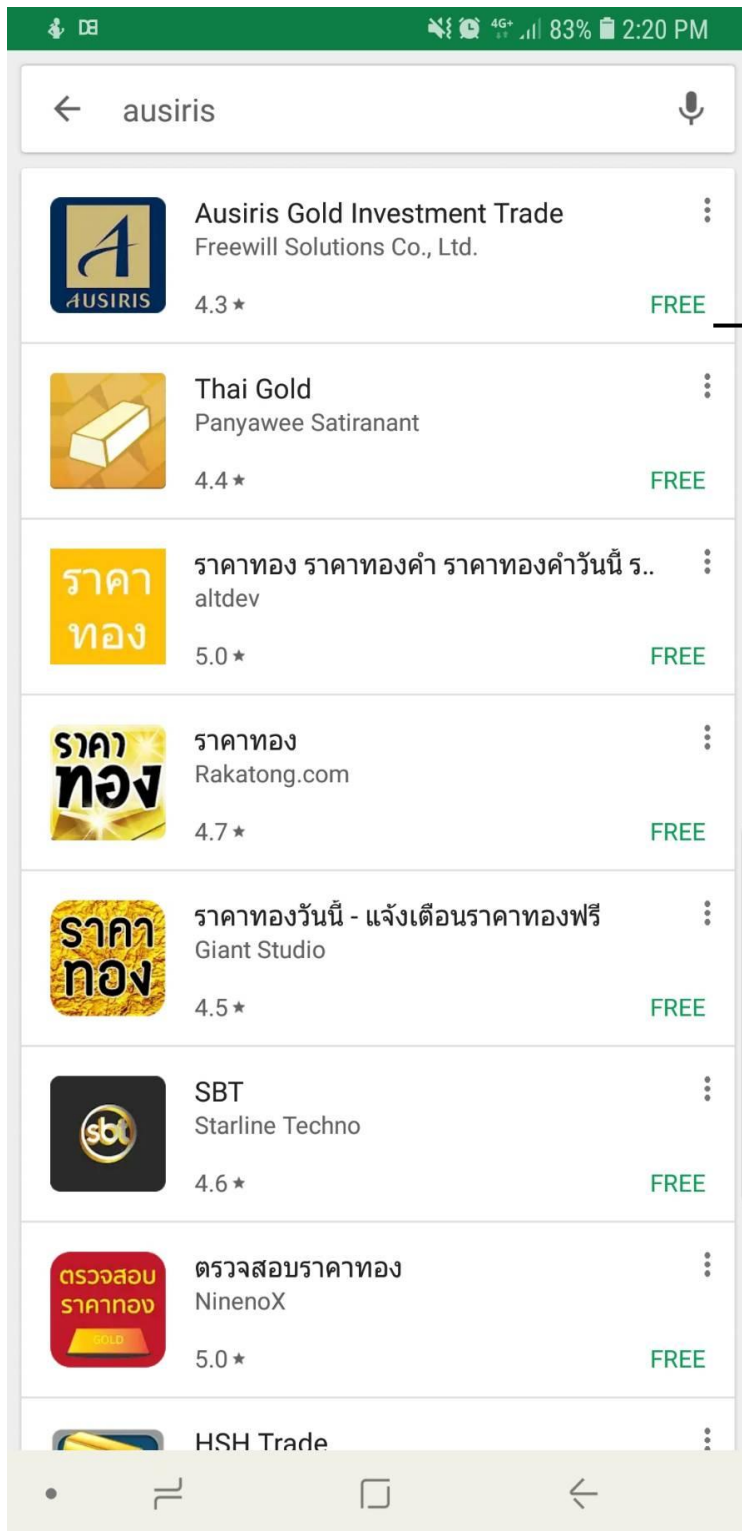 4G+ 83% 2:20 PM
ausiris
A
AUSIRIS
Ausiris Gold Investment Trade
Freewill Solutions Co., Ltd.
4.3★ FREE
Thai Gold
Panyawee Satiranant
4.4★ FREE
ราคา
ทอง
ราคาทอง ราคาทองคำ ราคาทองคำวันนี้ ร..
altdev
5.0★ FREE
ราคา
ทอง
ราคาทอง
Rakatong.com
4.7★ FREE
ราคา
ทอง
ราคาทองวันนี้ - แจ้งเตือนราคาทองฟรี
Giant Studio
4.5★ FREE
sbt
SBT
Starline Techno
4.6★ FREE
ตรวจสอบ
ราคาทอง
GOLD
ตรวจสอบราคาทอง
NinenoX
5.0★ FREE
HSH Trade